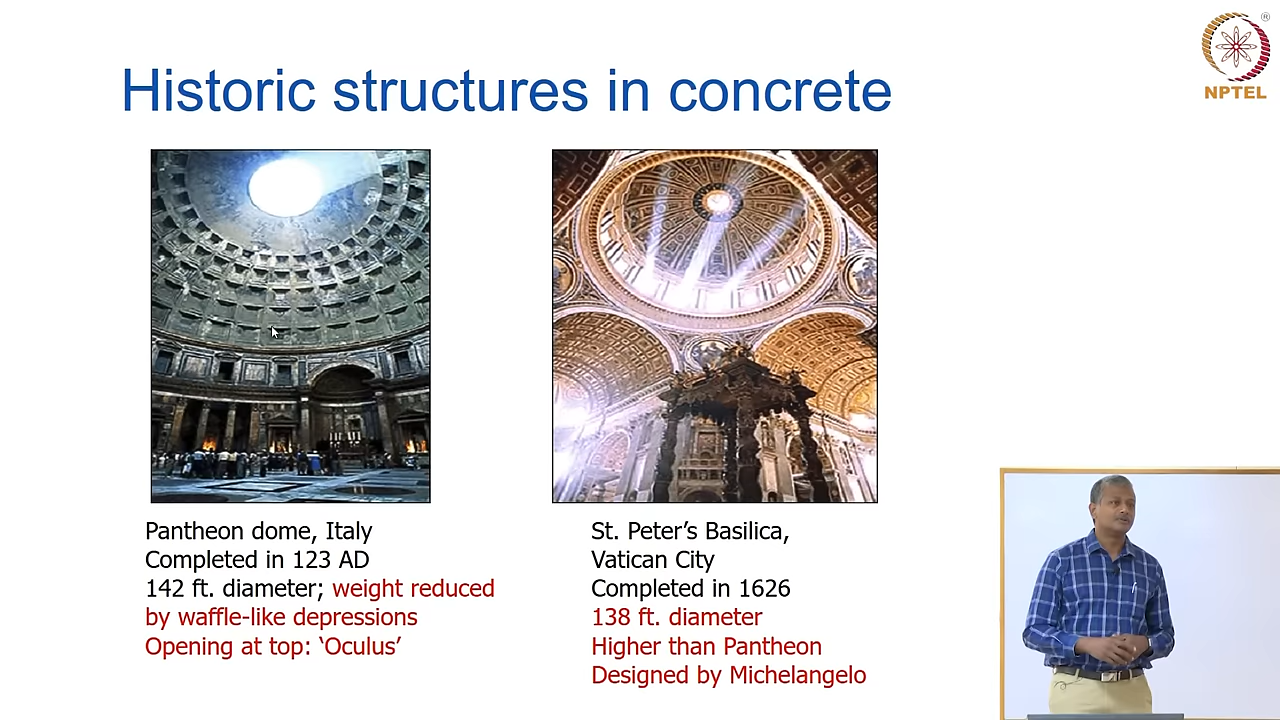 Historic structures in concrete
®
NPTEL
Pantheon dome, Italy
Completed in 123 AD
142 ft. diameter; weight reduced
by waffle-like depressions
Opening at top: ‘Oculus’
St. Peter’s Basilica,
Vatican City
Completed in 1626
138 ft. diameter
Higher than Pantheon
Designed by Michelangelo